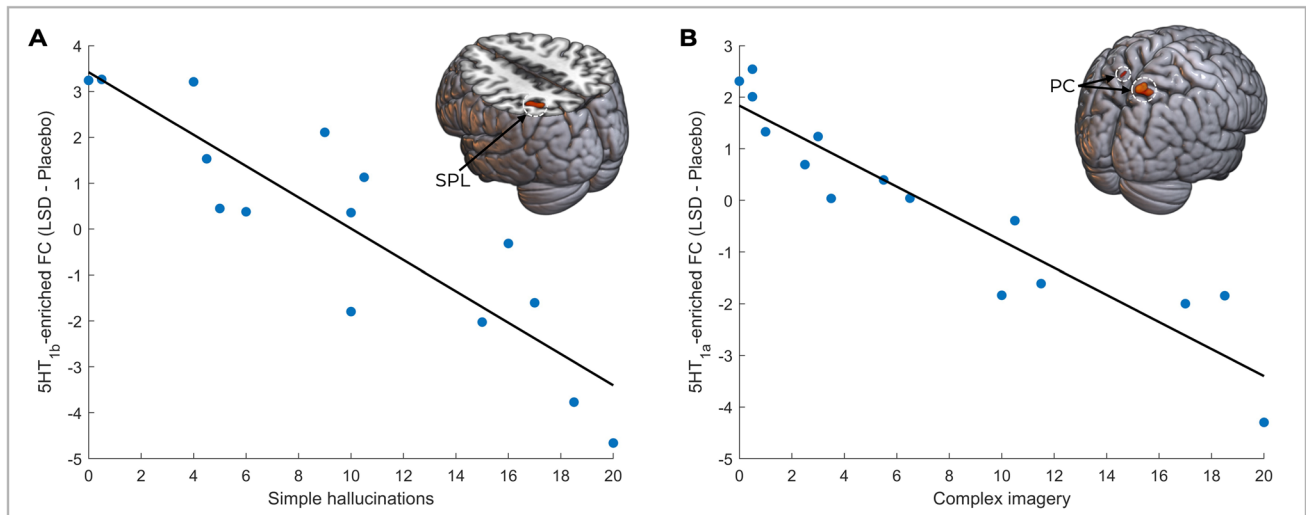 A
5HT1b-enriched FC (LSD - Placebo)
4
3
2
1
0
-1
-2
-3
-4
-5
0 2 4 6 8 10 12 14 16 18 20
Simple hallucinations
SPL
B
5HT1a-enriched FC (LSD - Placebo)
3
2
1
0
-1
-2
-3
-4
-5
0 2 4 6 8 10 12 14 16 18 20
Complex imagery
PC